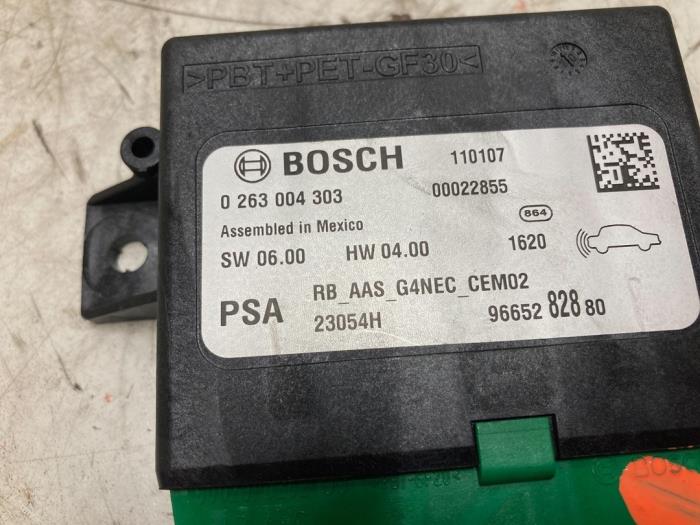 >PBT+PET-GF30<
BOSCH 110107
0 263 004 303 00022855
Assembled in Mexico 864
SW 06.00 HW 04.00 1620
PSA RB_AAS_G4NEC_CEM02
23054H 96652 828 80